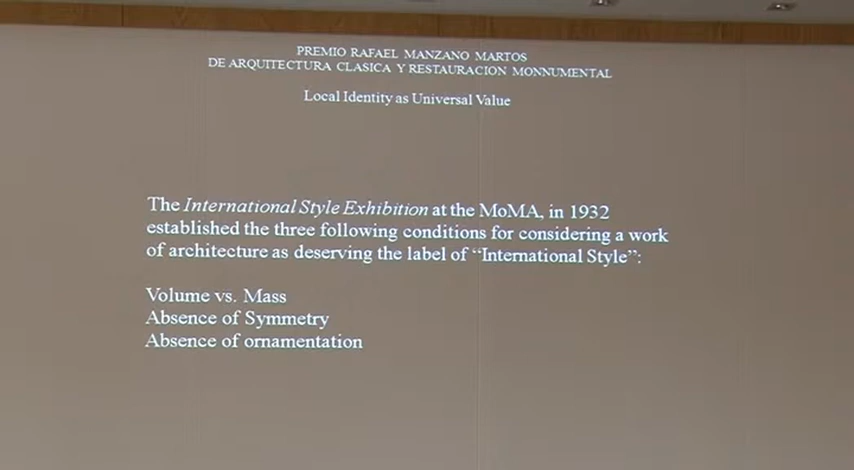 PREMIO RAFAEL MANZANO MARTOS
DE ARQUITECTURA CLASICA Y RESTAURACION MONNUMENTAL
Local Identity as Universal Value
The International Style Exhibition at the MoMA, in 1932
established the three following conditions for considering a work
of architecture as deserving the label of “International Style”:
Volume vs. Mass
Absence of Symmetry
Absence of ornamentation